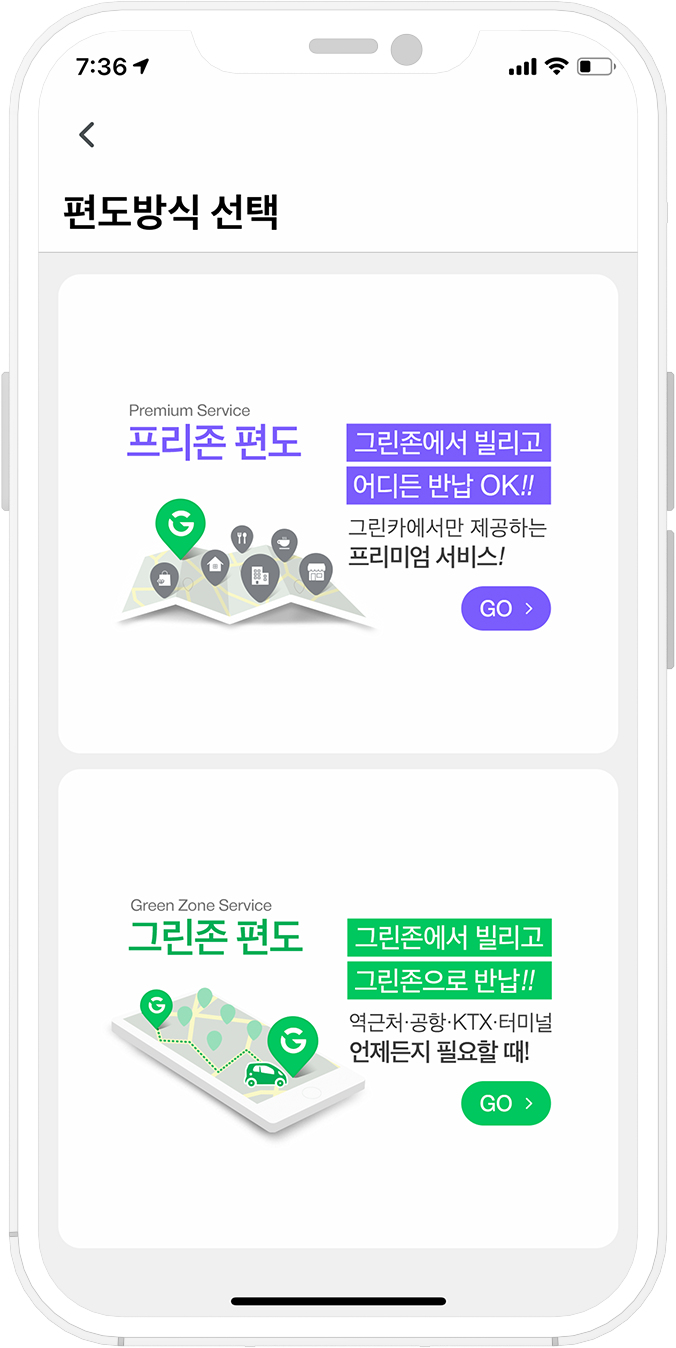 7:36
편도방식 선택
Premium Service
프리존 편도
그린존에서 빌리고
어디든 반납 OK!!
그린카에서만 제공하는
프리미엄 서비스!
GO
Green Zone Service
그린존 편도
그린존에서 빌리고
그린존으로 반납!!
역근처·공항·KTX·터미널
언제든지 필요할 때!
GO